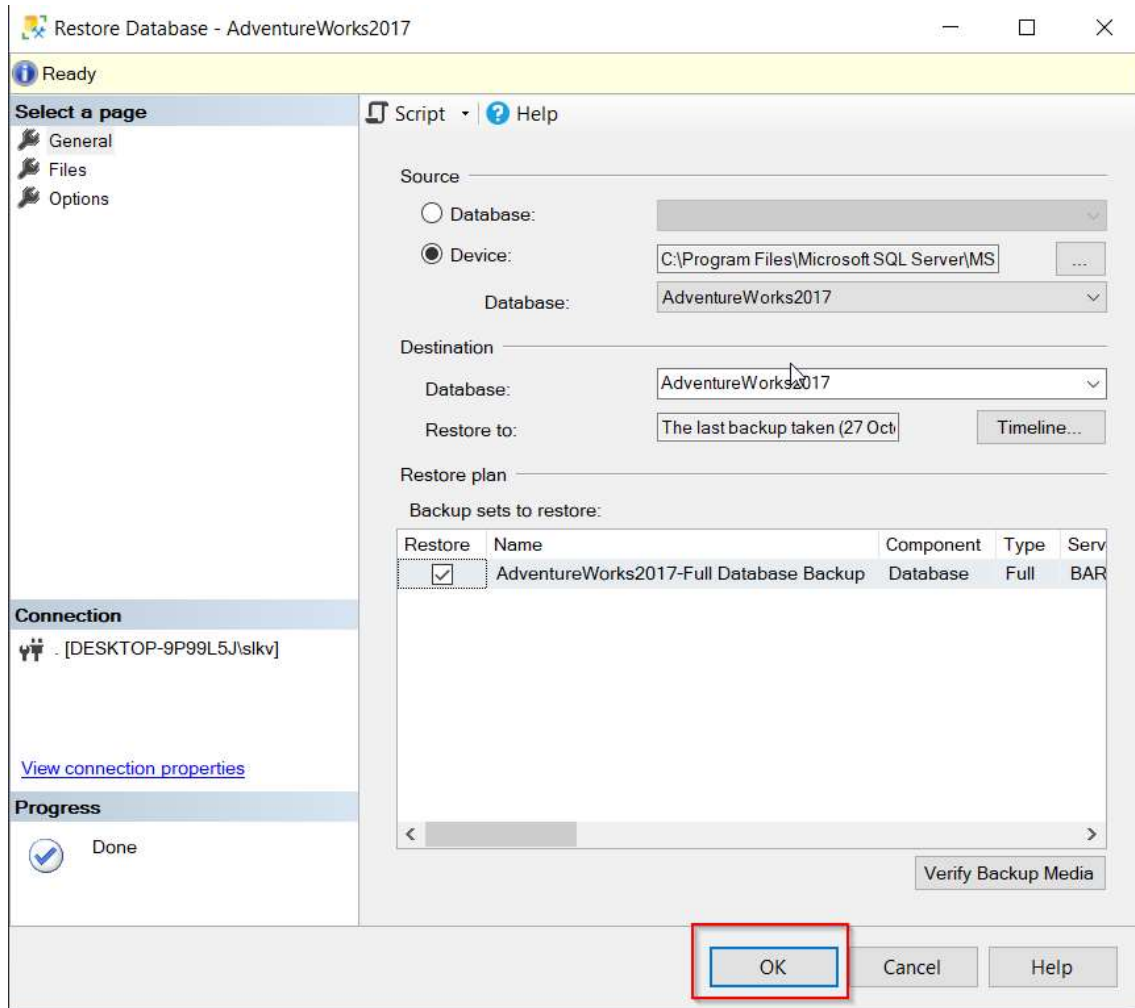 Restore Database - AdventureWorks2017
Ready
Select a page
General
Files
Options
Script
Help
Source
Database:
Device:
C:\Program Files\Microsoft SQL Server\MS
...
Database:
AdventureWorks2017
Destination
Database:
AdventureWorks2017
Restore to:
The last backup taken (27 Octo
Timeline...
Restore plan
Backup sets to restore:
Restore Name Component Type Serv
AdventureWorks2017-Full Database Backup Database Full BAR
Connection
. [DESKTOP-9P99L5J\slkv]
View connection properties
Progress
Done
Verify Backup Media
OK Cancel Help